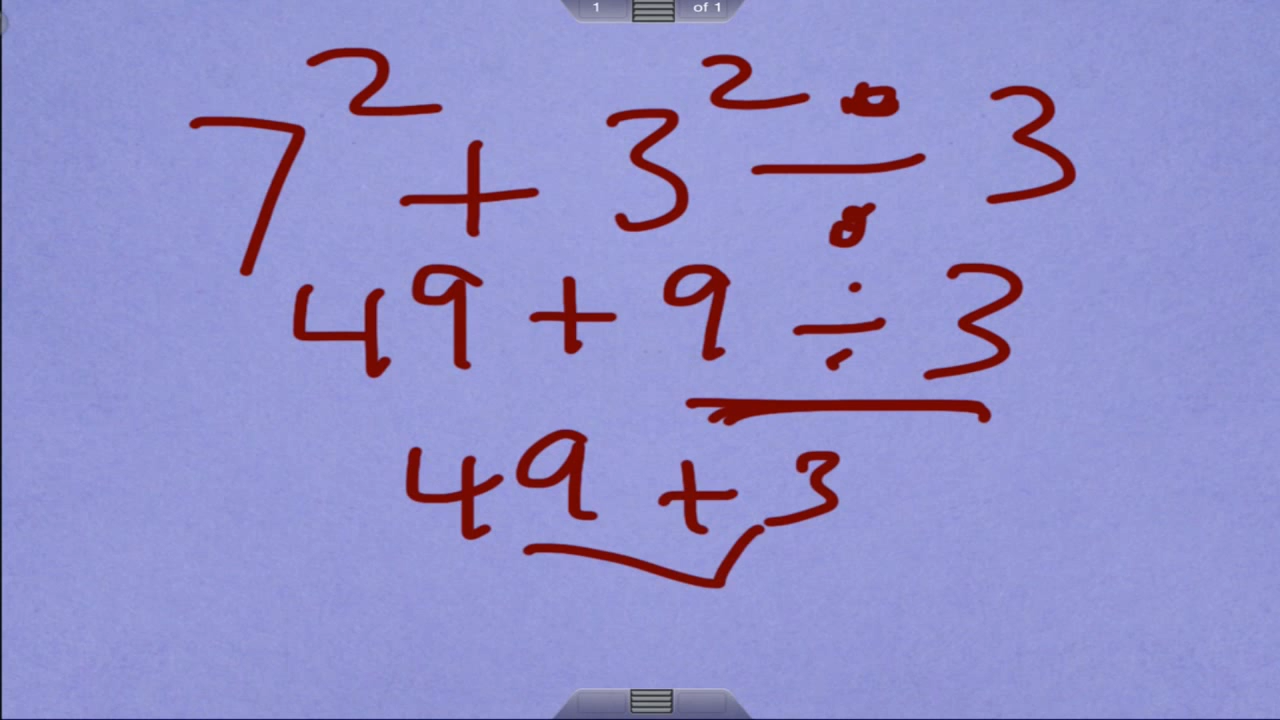 1 of 1
7² + 3² ÷ 3
49 + 9 ÷ 3
49 + 3